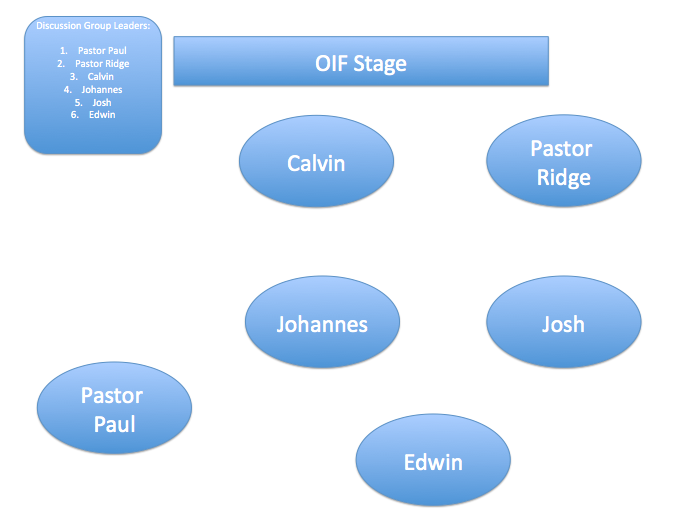 Discussion Group Leaders:
1. Pastor Paul
2. Pastor Ridge
3. Calvin
4. Johannes
5. Josh
6. Edwin
OIF Stage
Calvin
Pastor
Ridge
Johannes
Josh
Pastor
Paul
Edwin